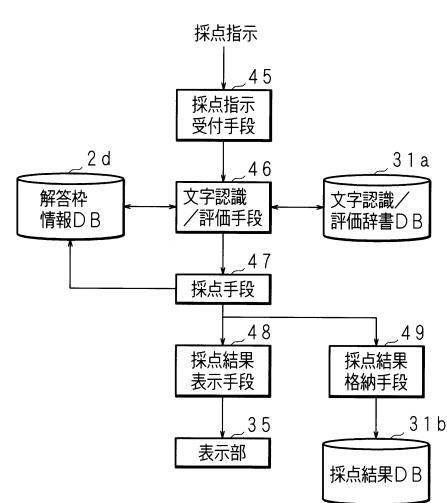 採点指示
45
採点指示
受付手段
2d
46
31a
解答枠
情報DB
文字認識
/評価手段
文字認識/
評価辞書DB
47
採点手段
48
49
採点結果
表示手段
採点結果
格納手段
35
31b
表示部
採点結果DB